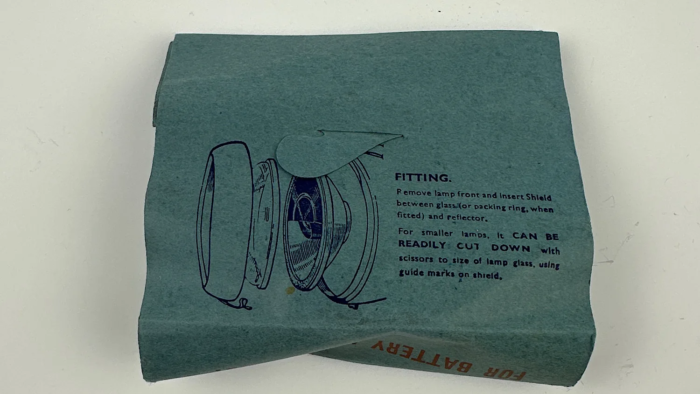 FITTING.
Remove lamp front and insert Shield
between glass (or packing ring, when
fitted) and reflector.
For smaller lamps, it CAN BE
READILY CUT DOWN with
scissors to size of lamp glass, using
guide marks on shield.
FOR BATTERY